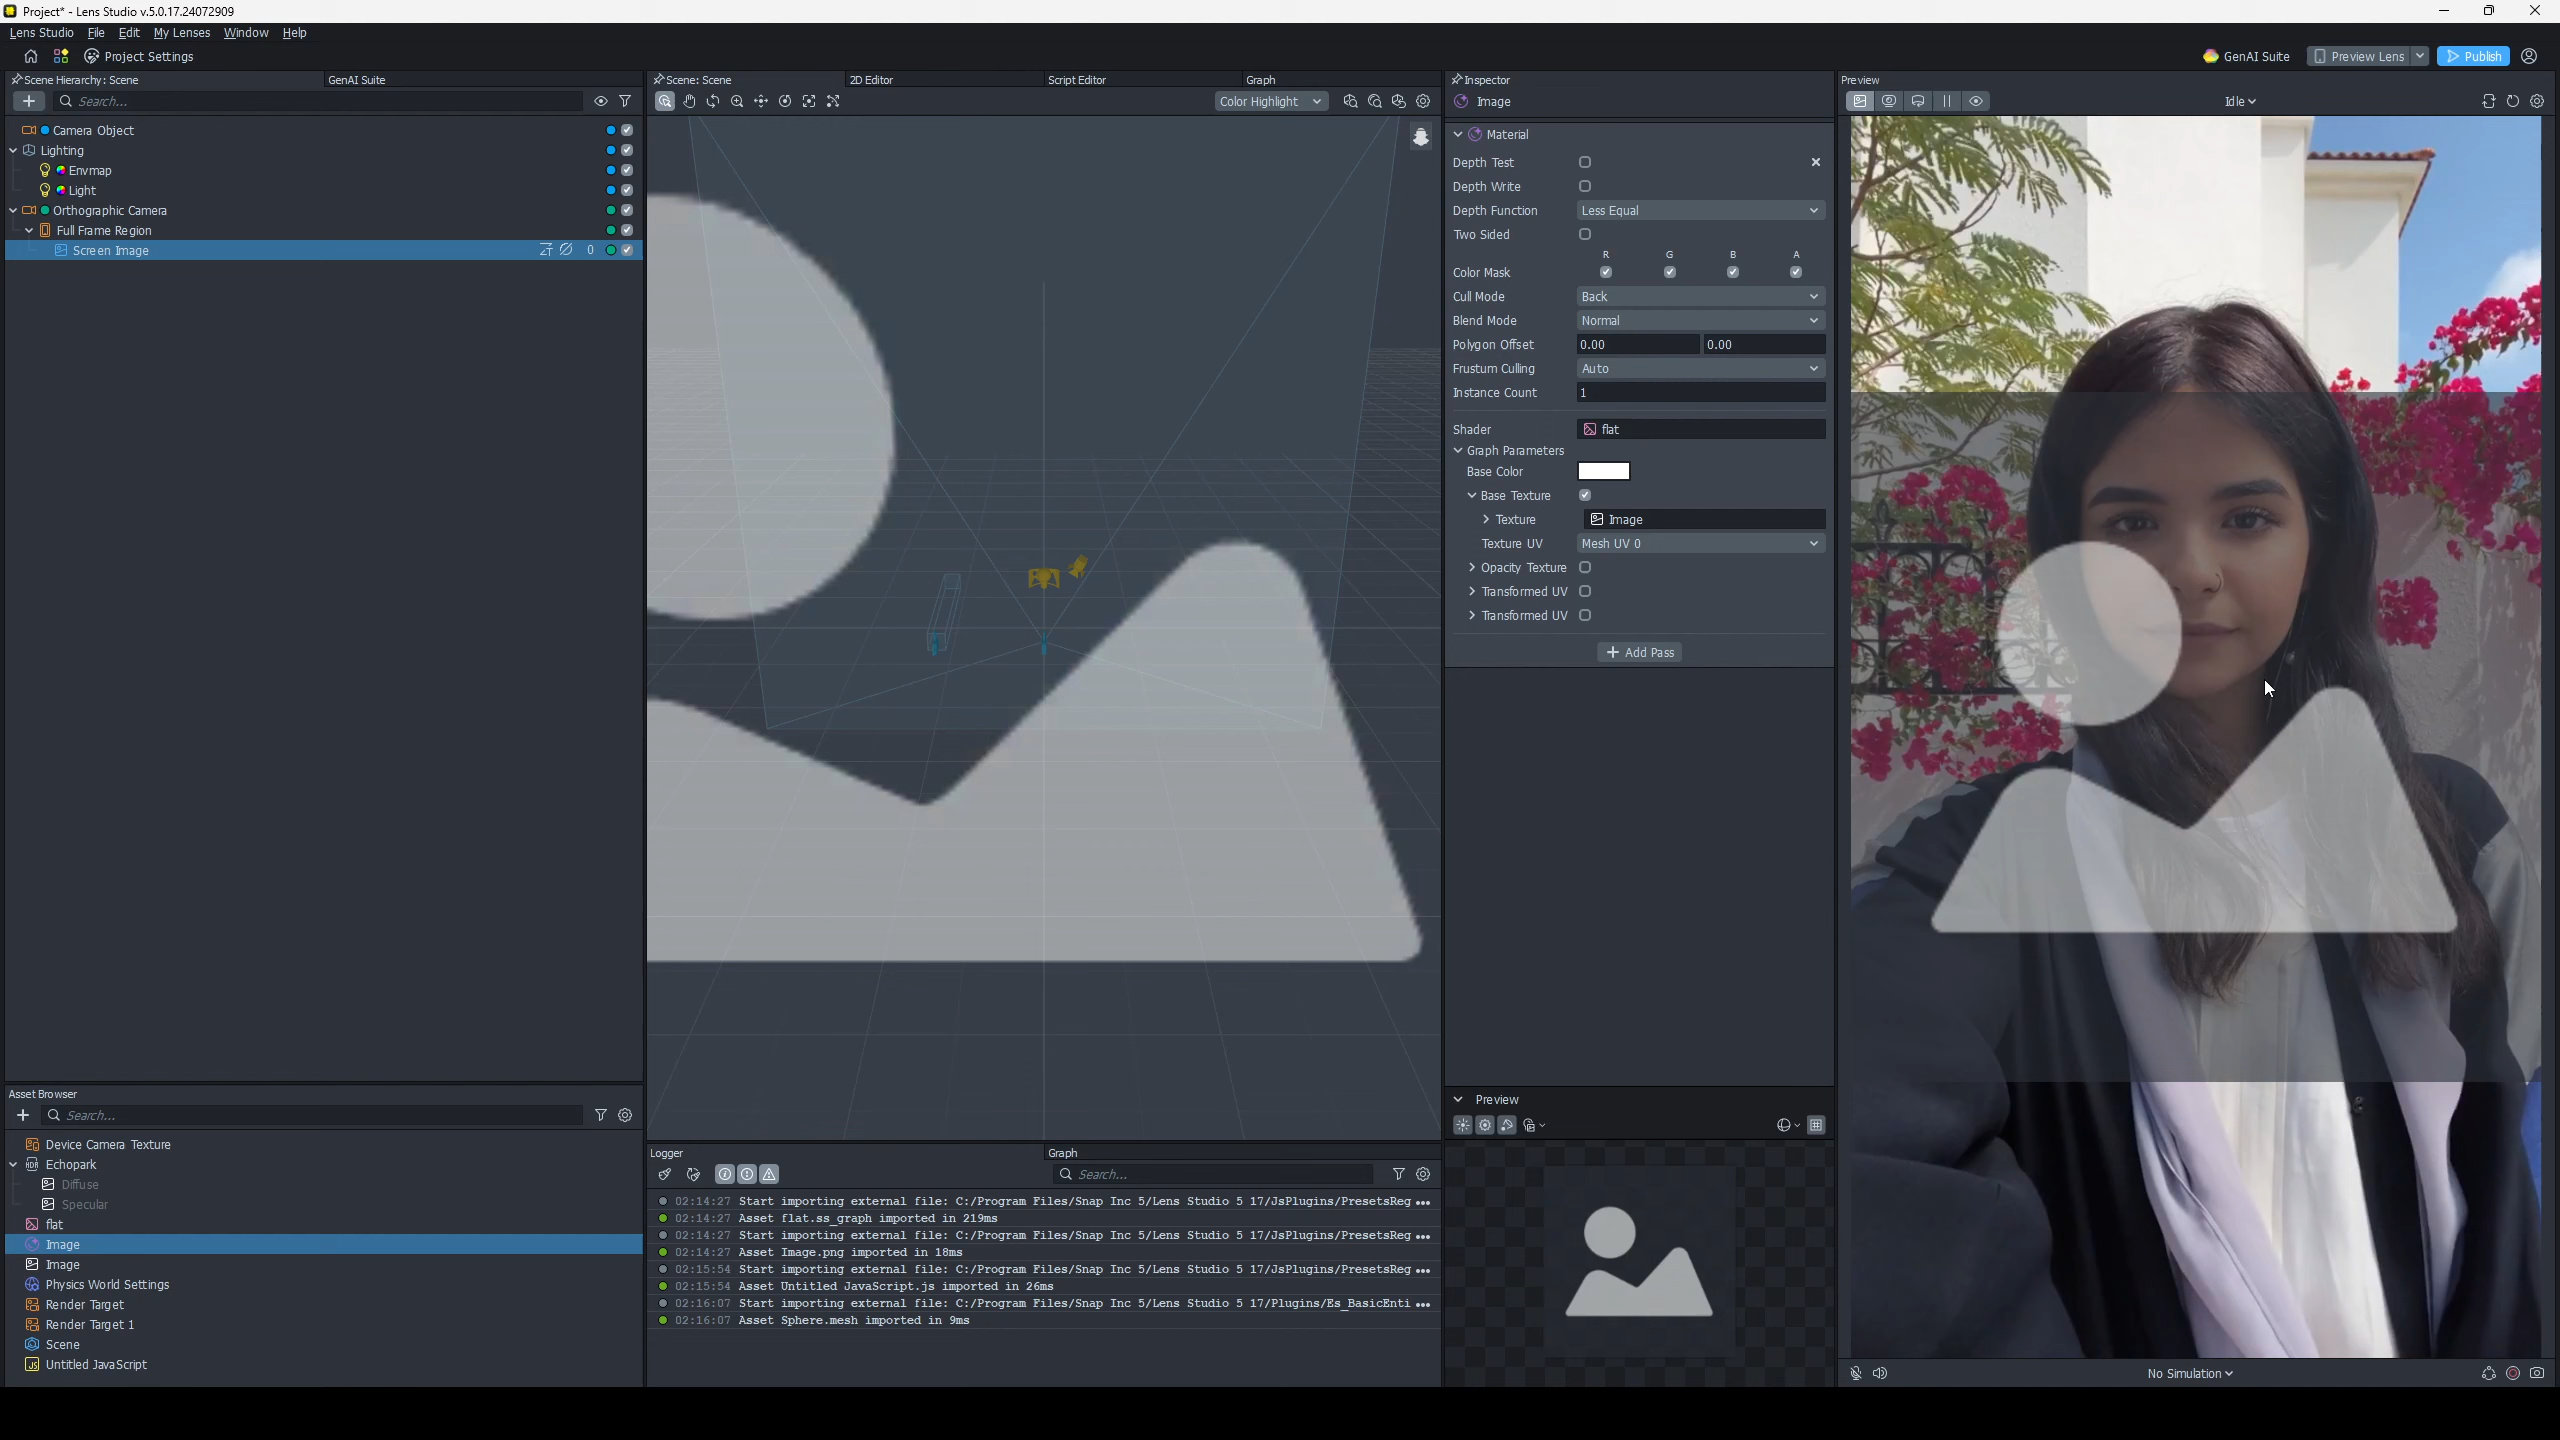 Project* - Lens Studio v.5.0.17.24072909
Lens Studio File Edit My Lenses Window Help
Project Settings
GenAI Suite Preview Lens Publish
Scene Hierarchy: Scene
GenAI Suite
Search...
Camera Object
Lighting
Envmap
Light
Orthographic Camera
Full Frame Region
Screen Image 0
Asset Browser
Search...
Device Camera Texture
Echopark
Diffuse
Specular
flat
Image
Image
Physics World Settings
Render Target
Render Target 1
Scene
JS Untitled JavaScript
Scene: Scene
2D Editor
Script Editor
Graph
Color Highlight
Logger
Graph
Search...
02:14:27 Start importing external file: C:/Program Files/Snap Inc 5/Lens Studio 5 17/JsPlugins/PresetsReg •••
02:14:27 Asset flat.ss_graph imported in 219ms
02:14:27 Start importing external file: C:/Program Files/Snap Inc 5/Lens Studio 5 17/JsPlugins/PresetsReg •••
02:14:27 Asset Image.png imported in 18ms
02:15:54 Start importing external file: C:/Program Files/Snap Inc 5/Lens Studio 5 17/JsPlugins/PresetsReg •••
02:15:54 Asset Untitled JavaScript.js imported in 26ms
02:16:07 Start importing external file: C:/Program Files/Snap Inc 5/Lens Studio 5 17/Plugins/Es_BasicEnti •••
02:16:07 Asset Sphere.mesh imported in 9ms
Inspector
Image
Material
Depth Test
Depth Write
Depth Function Less Equal
Two Sided
R G B A
Color Mask
Cull Mode Back
Blend Mode Normal
Polygon Offset 0.00 0.00
Frustum Culling Auto
Instance Count 1
Shader flat
Graph Parameters
Base Color
Base Texture
Texture Image
Texture UV Mesh UV 0
Opacity Texture
Transformed UV
Transformed UV
+ Add Pass
Preview
Preview
Idle
No Simulation